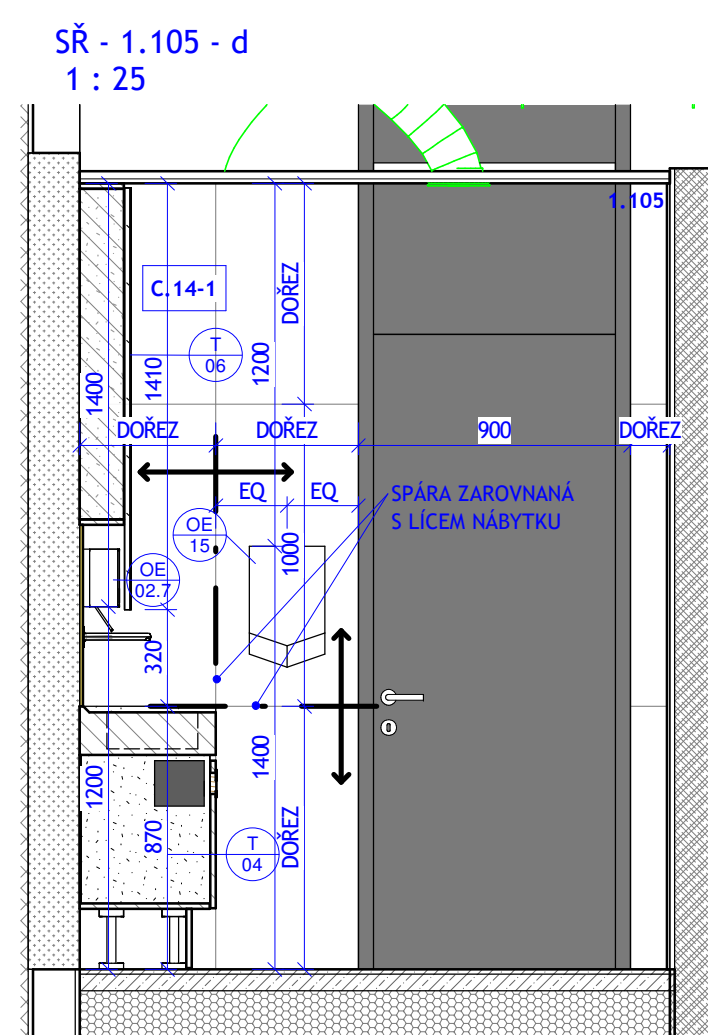 SŘ - 1.105 - d
1 : 25
1.105
C.14-1
DOŘEZ
T
06
1200
1410
1400
DOŘEZ
DOŘEZ
900
DOŘEZ
EQ
EQ
SPÁRA ZAROVNANÁ
S LÍCEM NÁBYTKU
OE
15
1000
OE
02.7
320
1400
1200
870
DOŘEZ
T
04